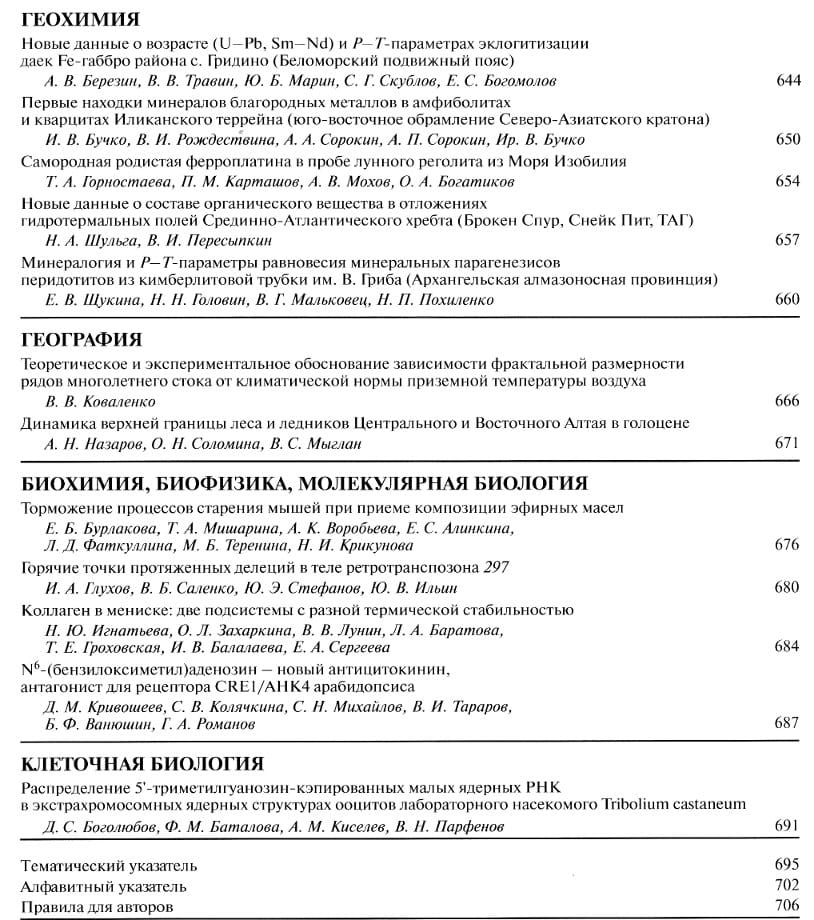 ГЕОХИМИЯ
Новые данные о возрасте (U–Pb, Sm–Nd) и P–T-параметрах эклогитизации
даек Fe-габбро района с. Гридино (Беломорский подвижный пояс)
А. В. Березин, В. В. Травин, Ю. Б. Марин, С. Г. Скублов, Е. С. Богомолов 644
Первые находки минералов благородных металлов в амфиболитах
и кварцитах Иликанского террейна (юго-восточное обрамление Северо-Азиатского кратона)
И. В. Бучко, В. И. Рождествина, А. А. Сорокин, А. П. Сорокин, Ир. В. Бучко 650
Самородная родистая ферроплатина в пробе лунного реголита из Моря Изобилия
Т. А. Горностаева, П. М. Карташов, А. В. Мохов, О. А. Богатиков 654
Новые данные о составе органического вещества в отложениях
гидротермальных полей Срединно-Атлантического хребта (Брокен Спур, Снейк Пит, ТАГ)
Н. А. Шульга, В. И. Пересыпкин 657
Минералогия и P–T-параметры равновесия минеральных парагенезисов
перидотитов из кимберлитовой трубки им. В. Гриба (Архангельская алмазоносная провинция)
Е. В. Щукина, Н. Н. Головин, В. Г. Мальковец, Н. П. Похиленко 660
ГЕОГРАФИЯ
Теоретическое и экспериментальное обоснование зависимости фрактальной размерности
рядов многолетнего стока от климатической нормы приземной температуры воздуха
В. В. Коваленко 666
Динамика верхней границы леса и ледников Центрального и Восточного Алтая в голоцене
А. Н. Назаров, О. Н. Соломина, В. С. Мыглан 671
БИОХИМИЯ, БИОФИЗИКА, МОЛЕКУЛЯРНАЯ БИОЛОГИЯ
Торможение процессов старения мышей при приеме композиции эфирных масел
Е. Б. Бурлакова, Т. А. Мишарина, А. К. Воробьева, Е. С. Алинкина,
Л. Д. Фаткуллина, М. Б. Теренина, Н. И. Крикунова 676
Горячие точки протяженных делеций в теле ретротранспозона 297
И. А. Глухов, В. Б. Саленко, Ю. Э. Стефанов, Ю. В. Ильин 680
Коллаген в мениске: две подсистемы с разной термической стабильностью
Н. Ю. Игнатьева, О. Л. Захаркина, В. В. Лунин, Л. А. Баратова,
Т. Е. Гроховская, И. В. Балалаева, Е. А. Сергеева 684
N⁶-(бензилоксиметил)аденозин – новый антицитокинин,
антагонист для рецептора CRE1/AHK4 арабидопсиса
Д. М. Кривошеев, С. В. Колячкина, С. Н. Михайлов, В. И. Тараров,
Б. Ф. Ванюшин, Г. А. Романов 687
КЛЕТОЧНАЯ БИОЛОГИЯ
Распределение 5'-триметилгуанозин-кэпированных малых ядерных РНК
в экстрахромосомных ядерных структурах ооцитов лабораторного насекомого Tribolium castaneum
Д. С. Боголюбов, Ф. М. Баталова, А. М. Киселев, В. Н. Парфенов 691
Тематический указатель 695
Алфавитный указатель 702
Правила для авторов 706